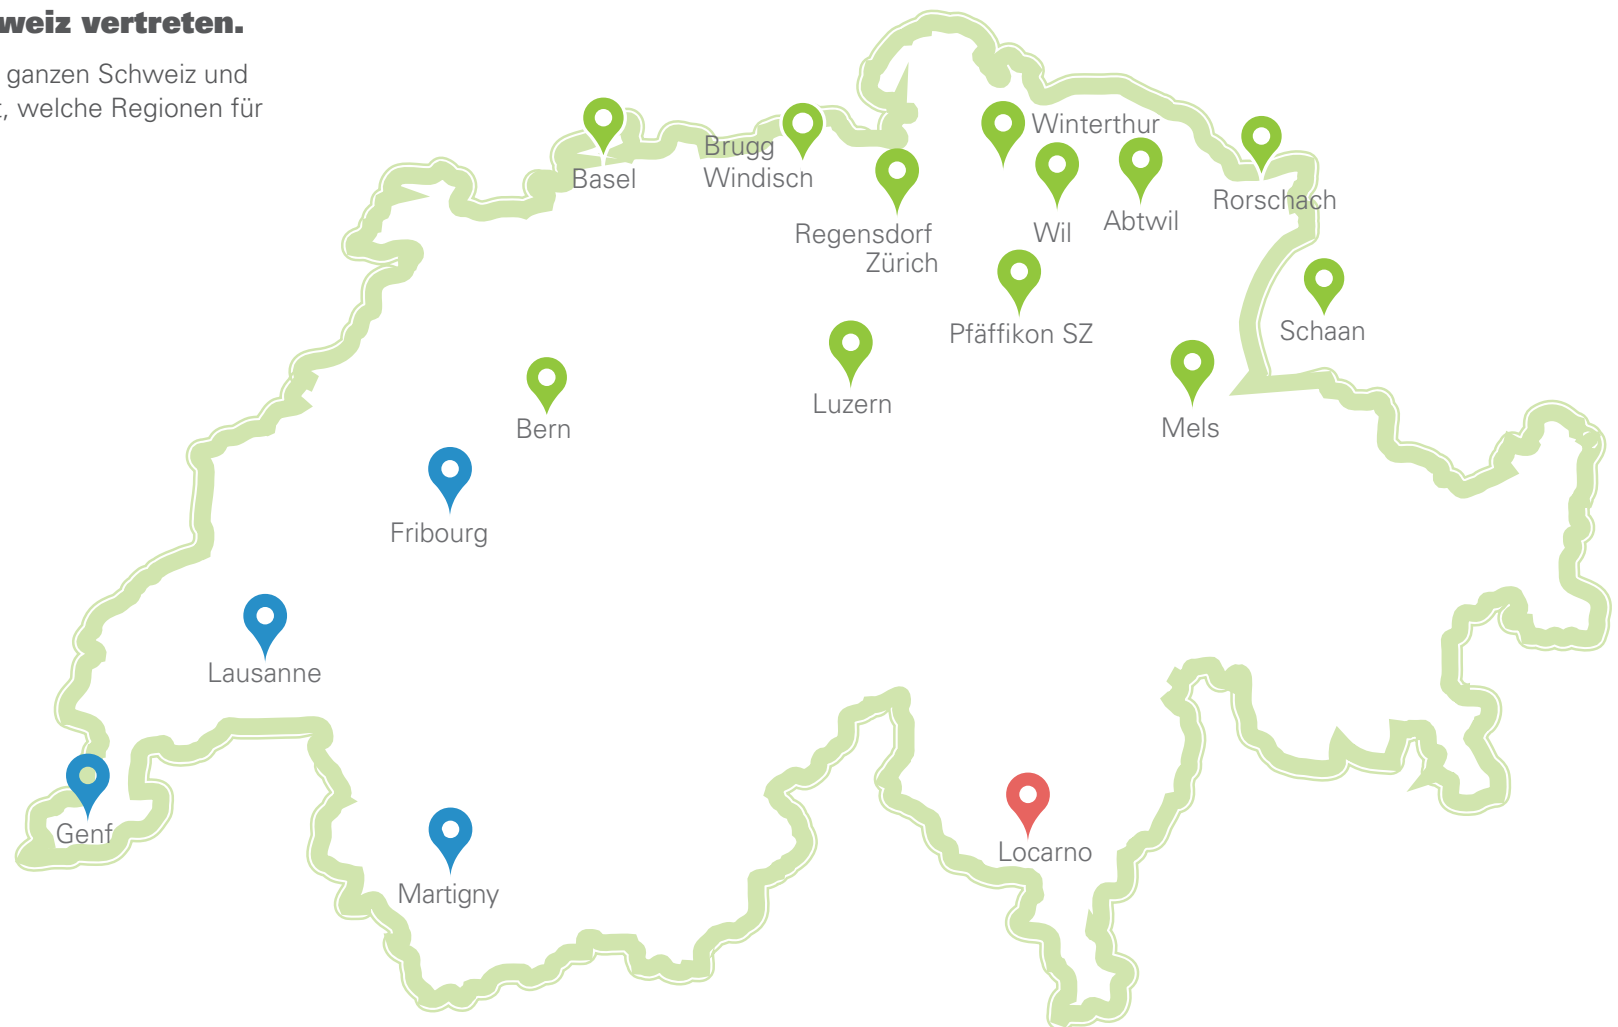 weiz vertreten.
ganzen Schweiz und
, welche Regionen für
Winterthur
Brugg
Windisch
Basel
Rorschach
Abtwil
Wil
Regensdorf
Zürich
Schaan
Pfäffikon SZ
Luzern
Mels
Bern
Fribourg
Lausanne
Genf
Locarno
Martigny